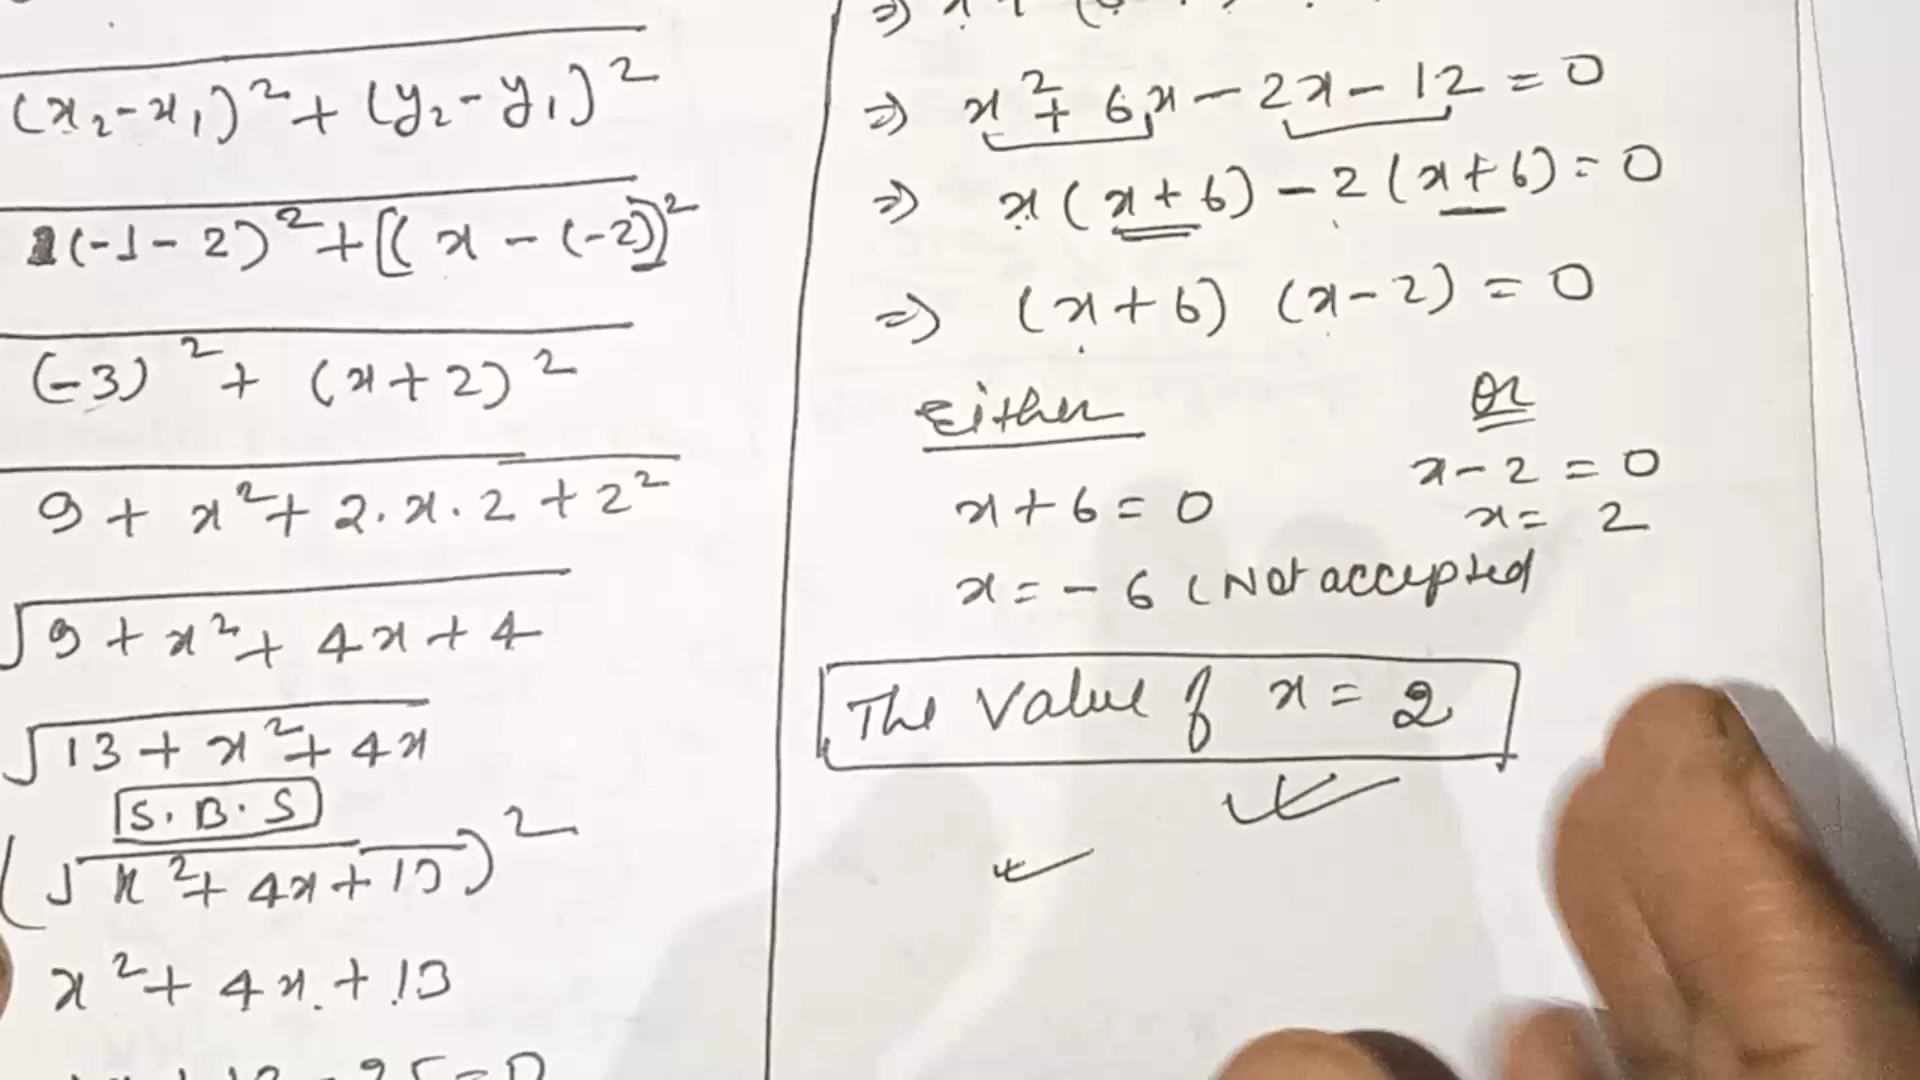 (x₂-x₁)² + (y₂-y₁)²
(-1-2)² + [(x-(-2)]²
(-3)² + (x+2)²
9 + x² + 2.x.2 + 2²
√9 + x² + 4x + 4
√13 + x² + 4x
S.B.S
(√x² + 4x + 13)²
x² + 4x + 13
⇒ x² + 6x - 2x - 12 = 0
⇒ x(x+6) - 2(x+6) = 0
⇒ (x+6) (x-2) = 0
Either
or
x+6 = 0
x-2 = 0
x = 2
x = -6 (Not accepted
The value of x = 2